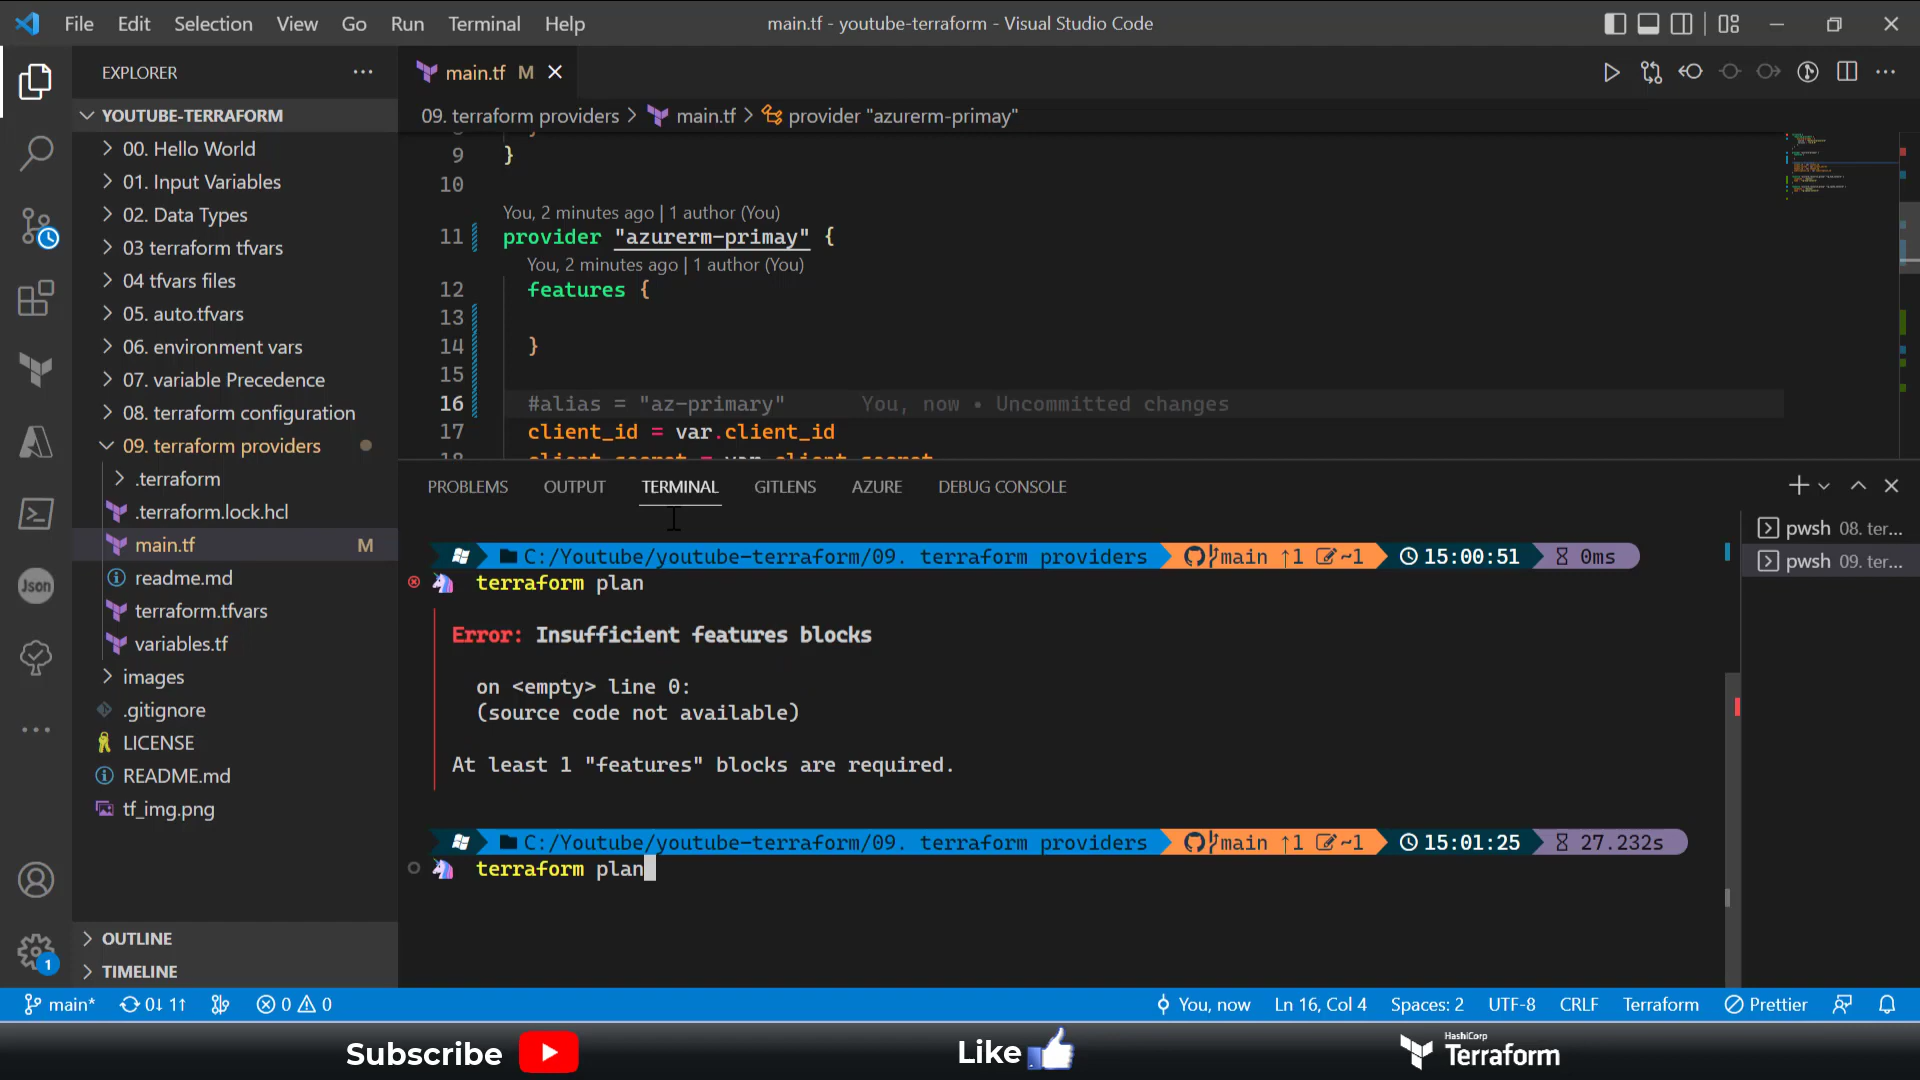 File Edit Selection View Go Run Terminal Help
main.tf - youtube-terraform - Visual Studio Code
EXPLORER
YOUTUBE-TERRAFORM
00. Hello World
01. Input Variables
02. Data Types
03 terraform tfvars
04 tfvars files
05. auto.tfvars
06. environment vars
07. variable Precedence
08. terraform configuration
09. terraform providers
.terraform
.terraform.lock.hcl
main.tf M
readme.md
terraform.tfvars
variables.tf
images
.gitignore
LICENSE
README.md
tf_img.png
OUTLINE
TIMELINE
Json
1
main.tf M
09. terraform providers > main.tf > provider "azurerm-primay"
9 }
10
You, 2 minutes ago | 1 author (You)
11 provider "azurerm-primay" {
You, 2 minutes ago | 1 author (You)
12 features {
13
14 }
15
16 #alias = "az-primary" You, now • Uncommitted changes
17 client_id = var.client_id
18 client_secret = var.client_secret
PROBLEMS OUTPUT TERMINAL GITLENS AZURE DEBUG CONSOLE
C:/Youtube/youtube-terraform/09. terraform providers main ↑1 ~1 15:00:51 0ms
terraform plan
Error: Insufficient features blocks
on <empty> line 0:
(source code not available)
At least 1 "features" blocks are required.
C:/Youtube/youtube-terraform/09. terraform providers main ↑1 ~1 15:01:25 27.232s
terraform plan
pwsh 08. ter...
pwsh 09. ter...
main* 0↓ 1↑ 0 0
You, now Ln 16, Col 4 Spaces: 2 UTF-8 CRLF Terraform Prettier
Subscribe
Like
HashiCorp
Terraform